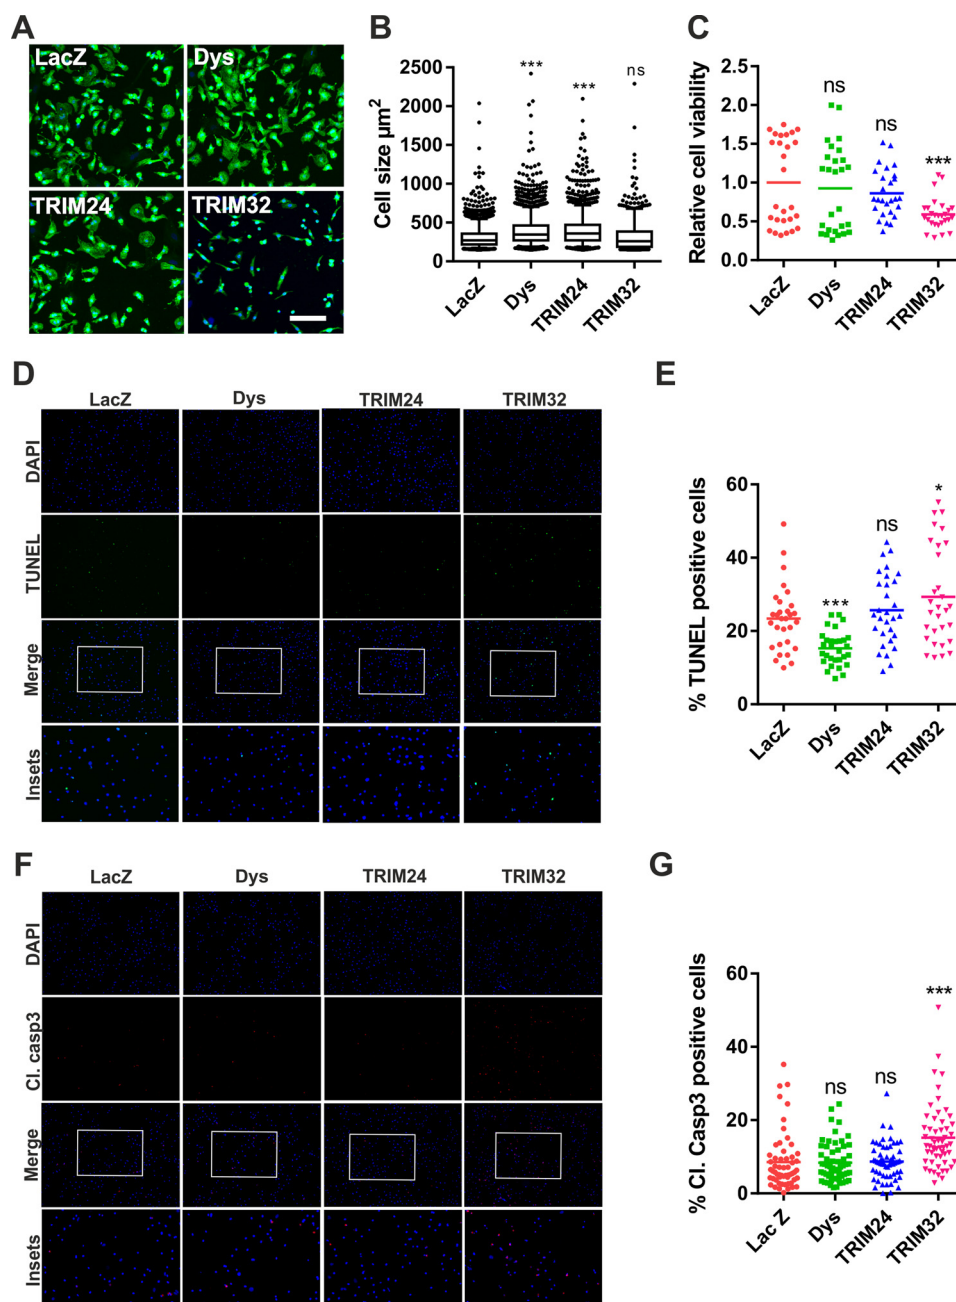 A
LacZ
Dys
TRIM24
TRIM32
B
Cell size µm²
2500
2000
1500
1000
500
0
***
***
ns
LacZ
Dys
TRIM24
TRIM32
C
Relative cell viability
2.5
2.0
1.5
1.0
0.5
0.0
ns
ns
***
LacZ
Dys
TRIM24
TRIM32
D
LacZ
Dys
TRIM24
TRIM32
DAPI
TUNEL
Merge
Insets
E
% TUNEL positive cells
60
40
20
0
***
ns
*
LacZ
Dys
TRIM24
TRIM32
F
LacZ
Dys
TRIM24
TRIM32
DAPI
Cl. casp3
Merge
Insets
G
% Cl. Casp3 positive cells
60
40
20
0
ns
ns
***
Lac Z
Dys
TRIM24
TRIM32